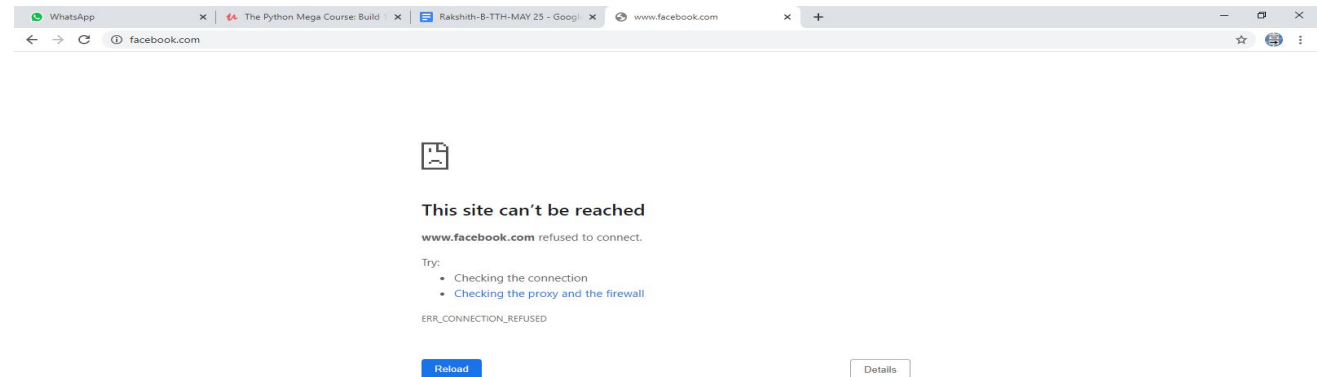 WhatsApp
The Python Mega Course: Build 1
Rakshith-B-TTH-MAY 25 - Googl
www.facebook.com
facebook.com
This site can't be reached
www.facebook.com refused to connect.
Try:
Checking the connection
Checking the proxy and the firewall
ERR_CONNECTION_REFUSED
Reload
Details